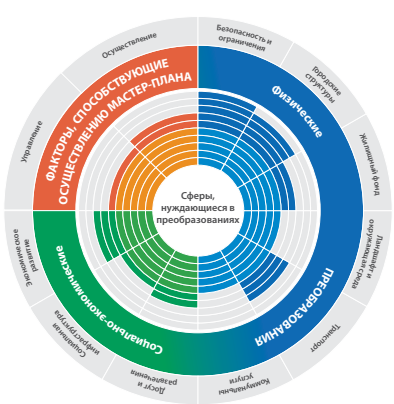 Осуществление
Безопасность и
ограничения
Городские
структуры
Жилищный фонд
Ландшафт и
окружающая среда
Транспорт
Коммунальные
услуги
Досуг и
развлечения
Социальная
инфраструктура
Экономическое
развитие
Управление
ФАКТОРЫ, СПОСОБСТВУЮЩИЕ
ОСУЩЕСТВЛЕНИЮ МАСТЕР-ПЛАНА
Физические
ПРЕОБРАЗОВАНИЯ
Социально-экономические
Сферы,
нуждающиеся в
преобразованиях